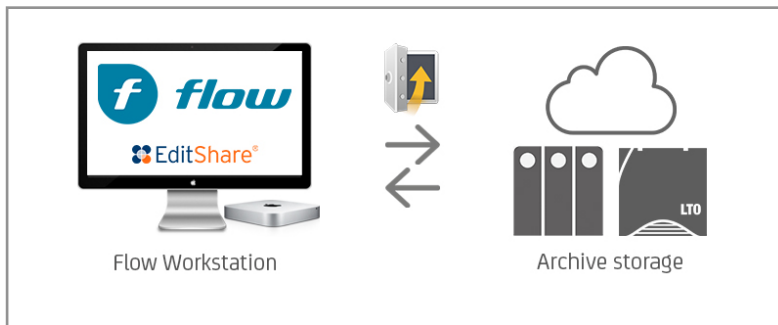 f flow
EditShare®
LTO
Flow Workstation
Archive storage